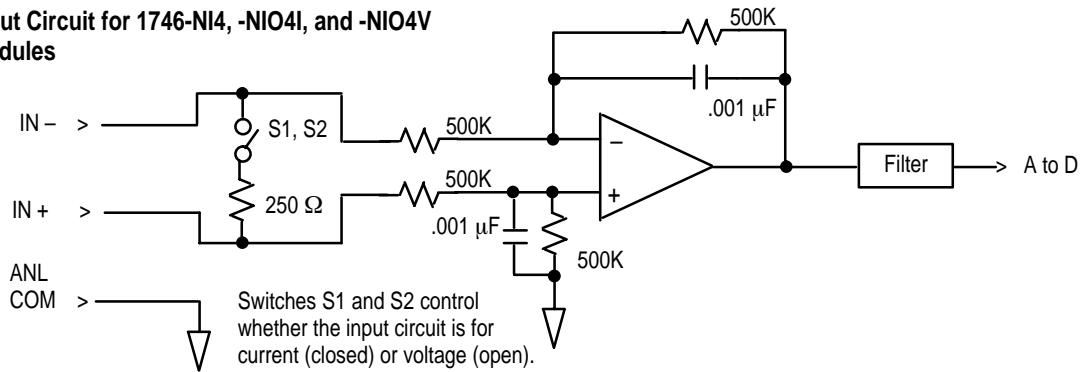 ut Circuit for 1746-NI4, -NIO4I, and -NIO4V
dules
500K
.001 µF
IN – >
S1, S2
500K
–
Filter
> A to D
500K
+
IN + >
250 Ω
.001 µF
500K
ANL
COM >
Switches S1 and S2 control
whether the input circuit is for
current (closed) or voltage (open).